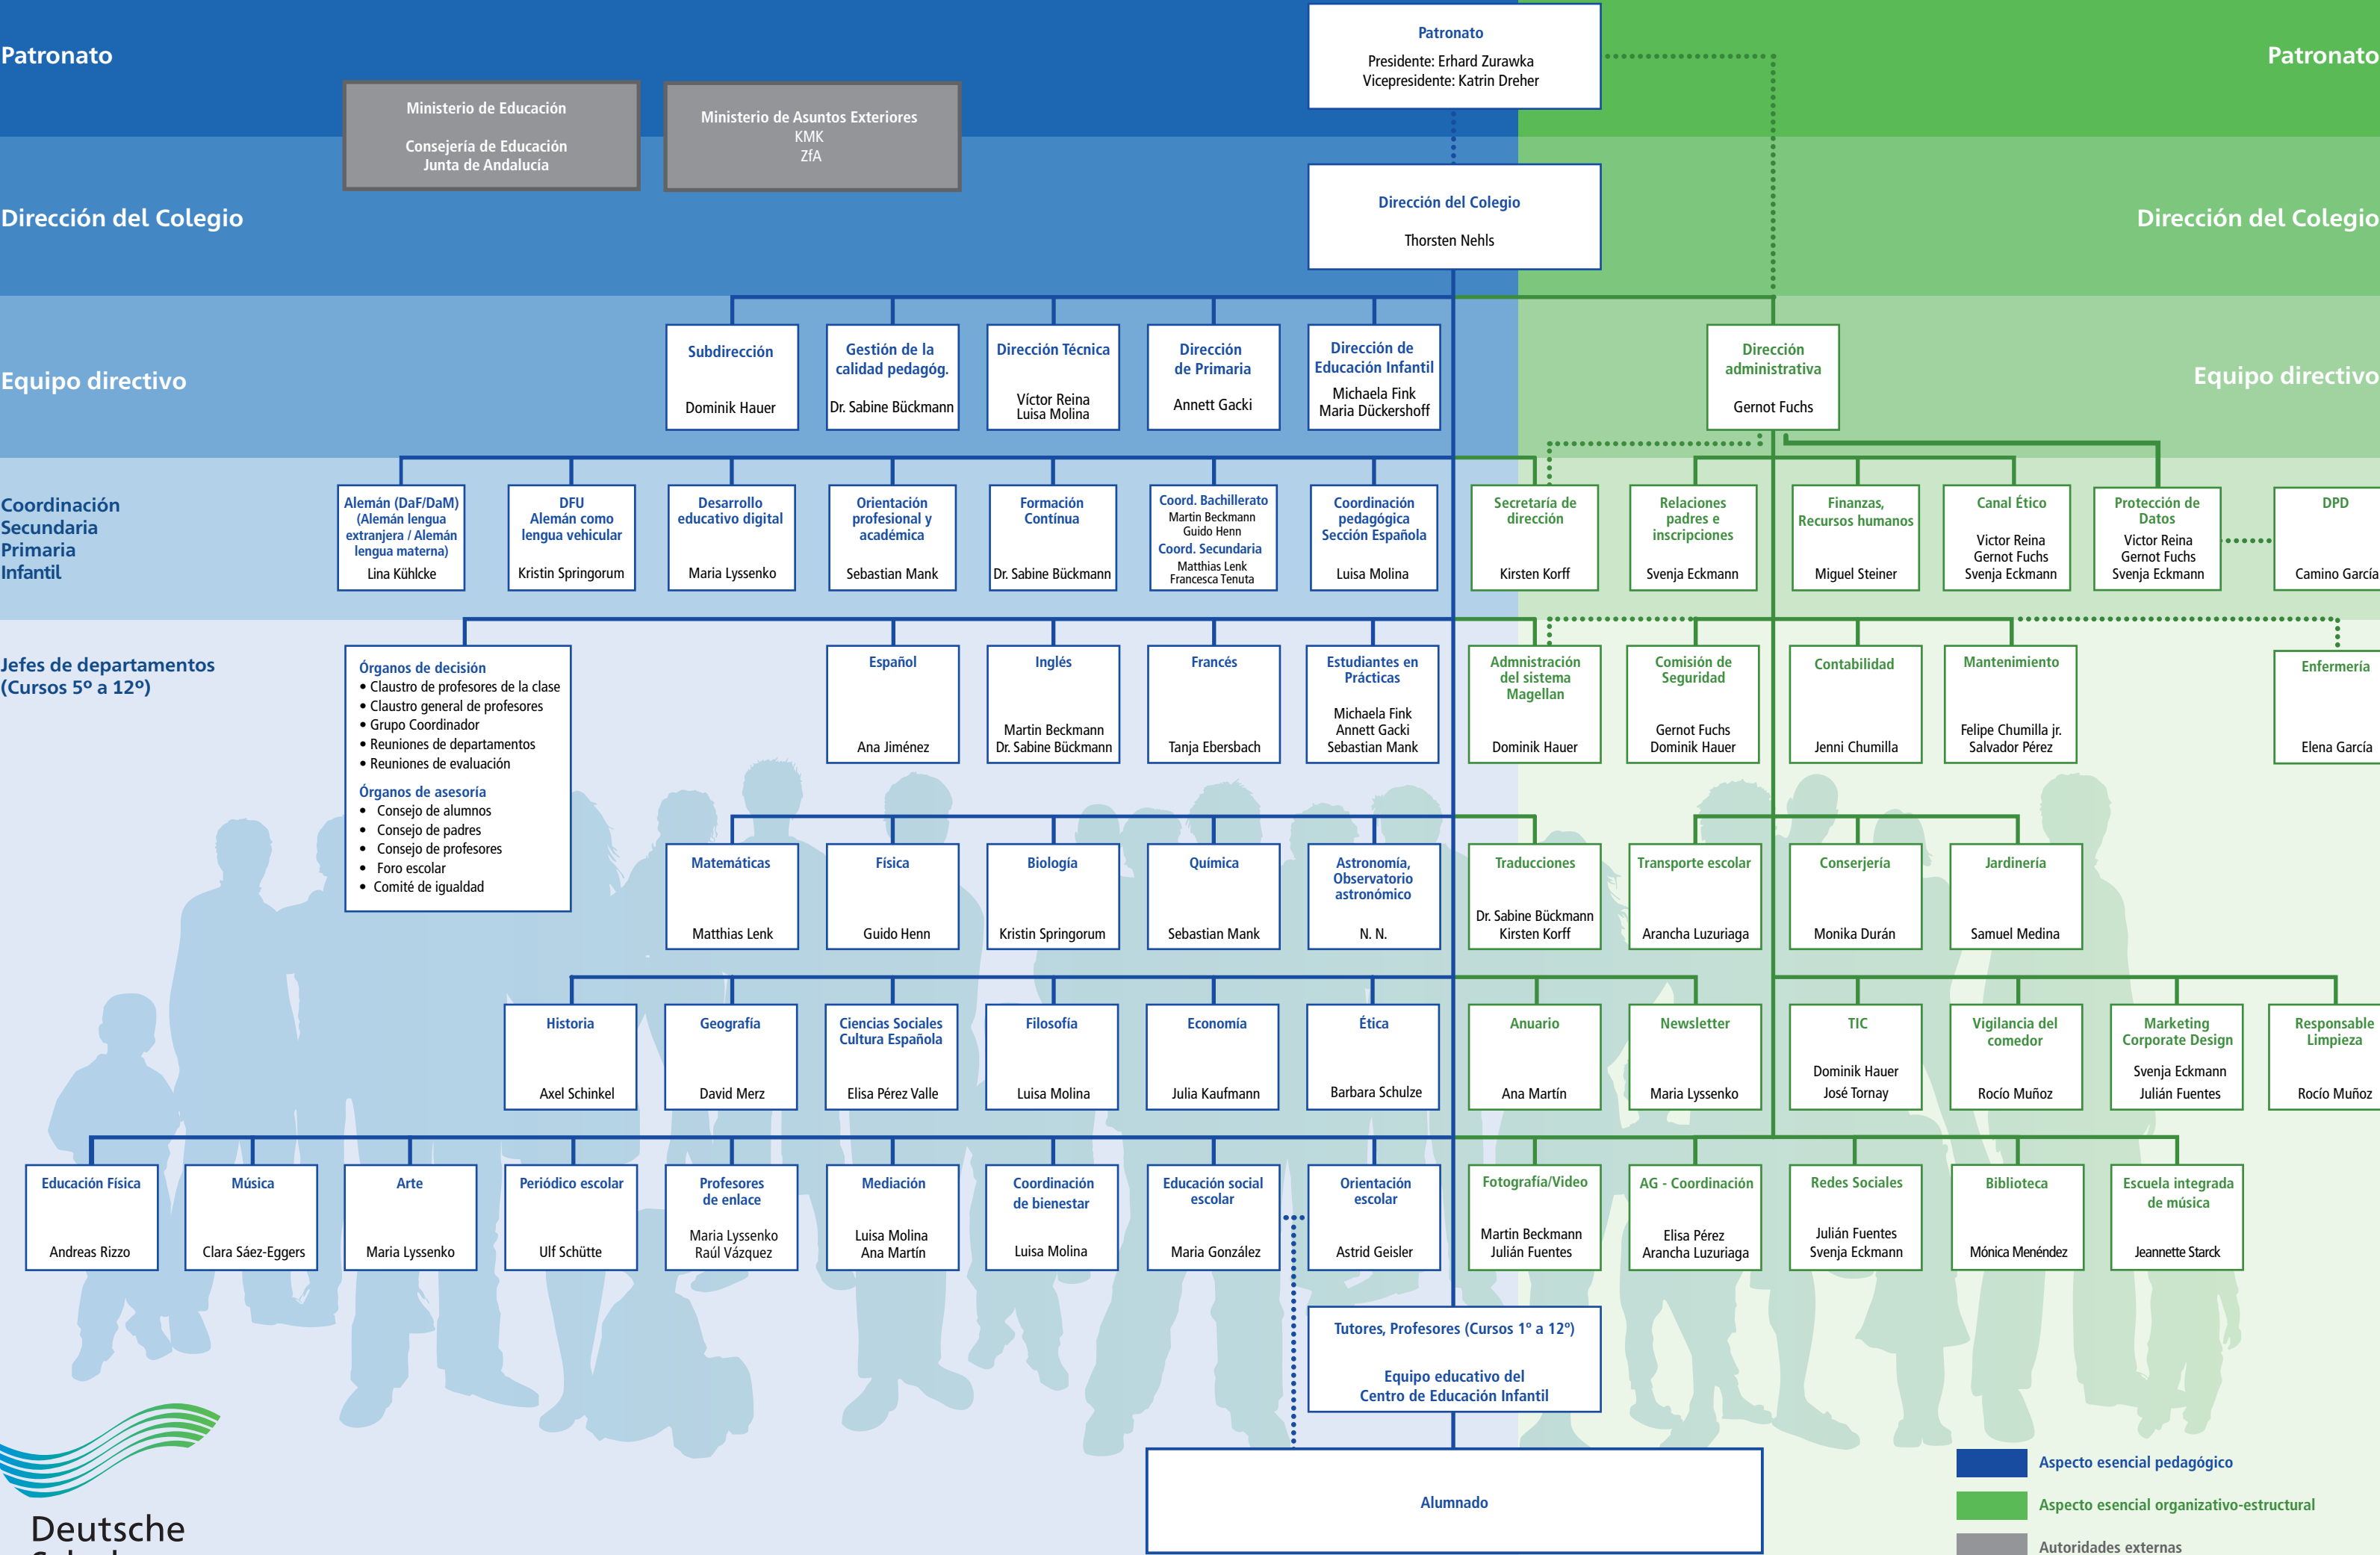 Patronato
Patronato
Patronato
Presidente: Erhard Zurawka
Vicepresidente: Katrin Dreher
Ministerio de Educación
Consejería de Educación
Junta de Andalucía
Ministerio de Asuntos Exteriores
KMK
ZfA
Dirección del Colegio
Dirección del Colegio
Thorsten Nehls
Dirección del Colegio
Equipo directivo
Subdirección
Dominik Hauer
Gestión de la
calidad pedagóg.
Dr. Sabine Bückmann
Dirección Técnica
Víctor Reina
Luisa Molina
Dirección
de Primaria
Annett Gacki
Dirección de
Educación Infantil
Michaela Fink
Maria Dückershoff
Dirección
administrativa
Gernot Fuchs
Equipo directivo
Coordinación
Secundaria
Primaria
Infantil
Alemán (DaF/DaM)
(Alemán lengua
extranjera / Alemán
lengua materna)
Lina Kühlcke
DFU
Alemán como
lengua vehicular
Kristin Springorum
Desarrollo
educativo digital
Maria Lyssenko
Orientación
profesional y
académica
Sebastian Mank
Formación
Contínua
Dr. Sabine Bückmann
Coord. Bachillerato
Martin Beckmann
Guido Henn
Coord. Secundaria
Matthias Lenk
Francesca Tenuta
Coordinación
pedagógica
Sección Española
Luisa Molina
Secretaría de
dirección
Kirsten Korff
Relaciones
padres e
inscripciones
Svenja Eckmann
Finanzas,
Recursos humanos
Miguel Steiner
Canal Ético
Victor Reina
Gernot Fuchs
Svenja Eckmann
Protección de
Datos
Victor Reina
Gernot Fuchs
Svenja Eckmann
DPD
Camino García
Jefes de departamentos
(Cursos 5º a 12º)
Órganos de decisión
• Claustro de profesores de la clase
• Claustro general de profesores
• Grupo Coordinador
• Reuniones de departamentos
• Reuniones de evaluación
Órganos de asesoría
• Consejo de alumnos
• Consejo de padres
• Consejo de profesores
• Foro escolar
• Comité de igualdad
Español
Ana Jiménez
Inglés
Martin Beckmann
Dr. Sabine Bückmann
Francés
Tanja Ebersbach
Estudiantes en
Prácticas
Michaela Fink
Annett Gacki
Sebastian Mank
Admnistración
del sistema
Magellan
Dominik Hauer
Comisión de
Seguridad
Gernot Fuchs
Dominik Hauer
Contabilidad
Jenni Chumilla
Mantenimiento
Felipe Chumilla jr.
Salvador Pérez
Enfermería
Elena García
Matemáticas
Matthias Lenk
Física
Guido Henn
Biología
Kristin Springorum
Química
Sebastian Mank
Astronomía,
Observatorio
astronómico
N. N.
Traducciones
Dr. Sabine Bückmann
Kirsten Korff
Transporte escolar
Arancha Luzuriaga
Conserjería
Monika Durán
Jardinería
Samuel Medina
Historia
Axel Schinkel
Geografía
David Merz
Ciencias Sociales
Cultura Española
Elisa Pérez Valle
Filosofía
Luisa Molina
Economía
Julia Kaufmann
Ética
Barbara Schulze
Anuario
Ana Martín
Newsletter
Maria Lyssenko
TIC
Dominik Hauer
José Tornay
Vigilancia del
comedor
Rocío Muñoz
Marketing
Corporate Design
Svenja Eckmann
Julián Fuentes
Responsable
Limpieza
Rocío Muñoz
Educación Física
Andreas Rizzo
Música
Clara Sáez-Eggers
Arte
Maria Lyssenko
Periódico escolar
Ulf Schütte
Profesores
de enlace
Maria Lyssenko
Raúl Vázquez
Mediación
Luisa Molina
Ana Martín
Coordinación
de bienestar
Luisa Molina
Educación social
escolar
Maria González
Orientación
escolar
Astrid Geisler
Fotografía/Video
Martin Beckmann
Julián Fuentes
AG - Coordinación
Elisa Pérez
Arancha Luzuriaga
Redes Sociales
Julián Fuentes
Svenja Eckmann
Biblioteca
Mónica Menéndez
Escuela integrada
de música
Jeannette Starck
Tutores, Profesores (Cursos 1º a 12º)
Equipo educativo del
Centro de Educación Infantil
Alumnado
Aspecto esencial pedagógico
Aspecto esencial organizativo-estructural
Autoridades externas
Deutsche